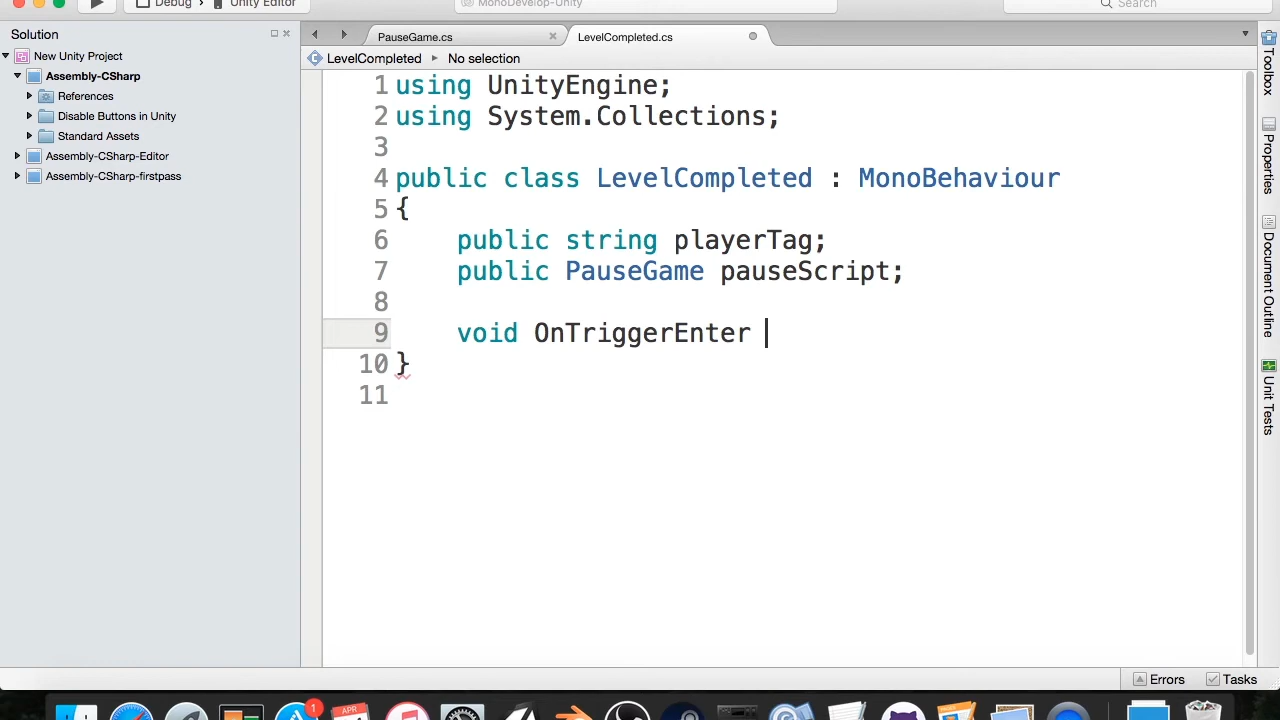 Debug › Unity Editor
MonoDevelop-Unity
Search
Solution
PauseGame.cs
LevelCompleted.cs
New Unity Project
LevelCompleted ▸ No selection
Assembly-CSharp
References
Disable Buttons in Unity
Standard Assets
Assembly-CSharp-Editor
Assembly-CSharp-firstpass
1 using UnityEngine;
2 using System.Collections;
3
4 public class LevelCompleted : MonoBehaviour
5 {
6 public string playerTag;
7 public PauseGame pauseScript;
8
9 void OnTriggerEnter
10 }
11
Toolbox
Properties
Document Outline
Unit Tests
Errors
Tasks
1
APR